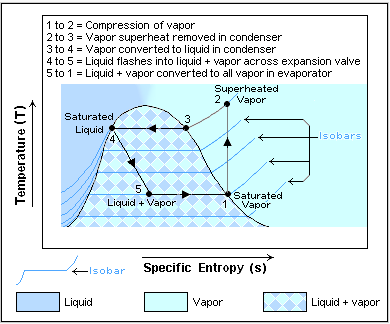 1 to 2 = Compression of vapor
2 to 3 = Vapor superheat removed in condenser
3 to 4 = Vapor converted to liquid in condenser
4 to 5 = Liquid flashes into liquid + vapor across expansion valve
5 to 1 = Liquid + vapor converted to all vapor in evaporator
Superheated
2 Vapor
Saturated
Liquid
4
3
Isobars
5
Liquid + Vapor
1
Saturated
Vapor
Temperature (T)
Isobar
Specific Entropy (s)
Liquid
Vapor
Liquid + vapor